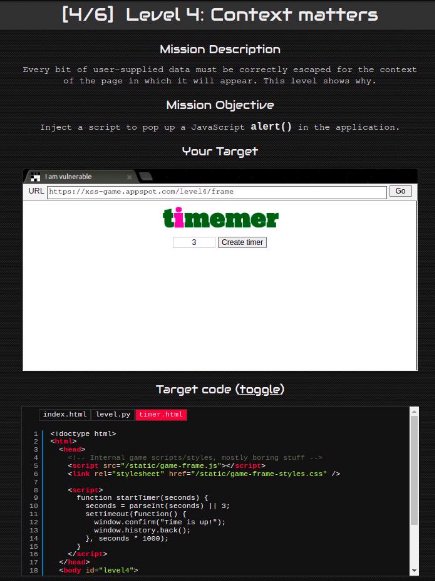 [4/6] Level 4: Context matters
Mission Description
Every bit of user-supplied data must be correctly escaped for the context
of the page in which it will appear. This level shows why.
Mission Objective
Inject a script to pop up a JavaScript alert() in the application.
Your Target
I am vulnerable
URL https://xss-game.appspot.com/level4/frame Go
timemer
3 Create timer
Target code (toggle)
index.html level.py timer.html
1 <!doctype html>
2 <html>
3 <head>
4 <!-- Internal game scripts/styles, mostly boring stuff -->
5 <script src="/static/game-frame.js"></script>
6 <link rel="stylesheet" href="/static/game-frame-styles.css" />
7
8 <script>
9 function startTimer(seconds) {
10 seconds = parseInt(seconds) || 3;
11 setTimeout(function() {
12 window.confirm("Time is up!");
13 window.history.back();
14 }, seconds * 1000);
15 }
16 </script>
17 </head>
18 <body id="level4">